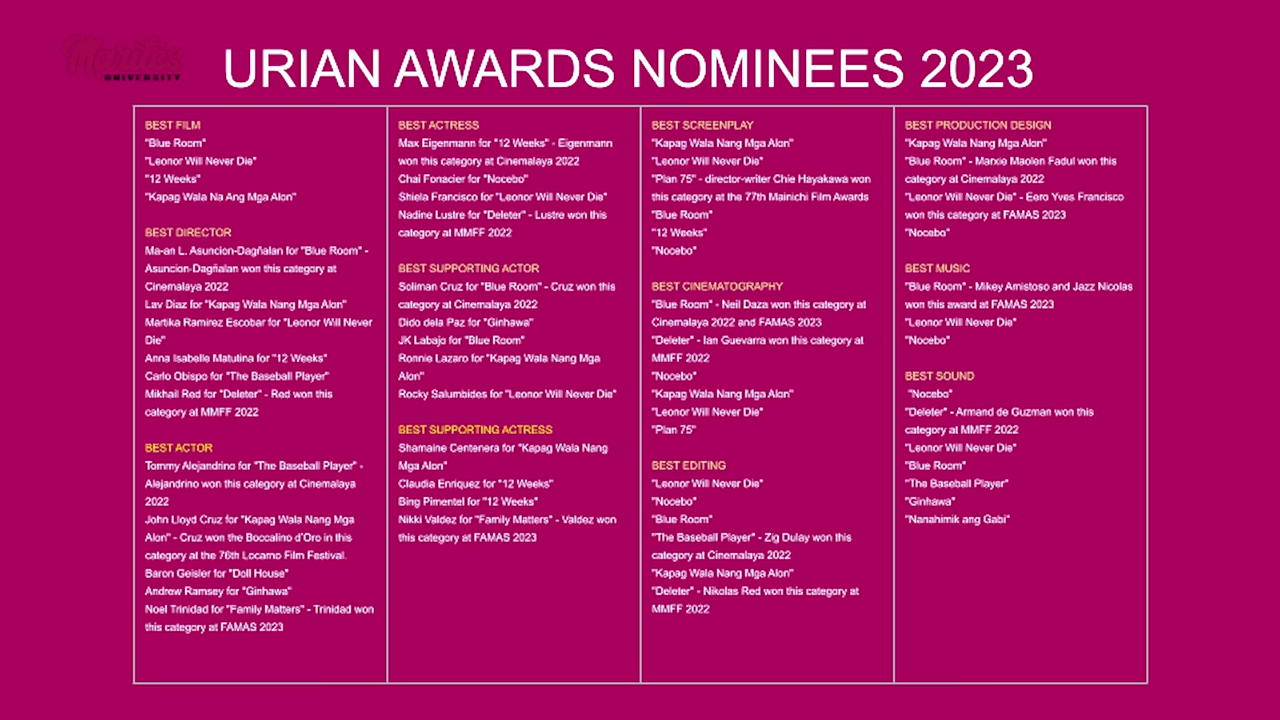 Marites
UNIVERSITY
URIAN AWARDS NOMINEES 2023
BEST FILM
"Blue Room"
"Leonor Will Never Die"
"12 Weeks"
"Kapag Wala Na Ang Mga Alon"
BEST DIRECTOR
Ma-an L. Asuncion-Dagñalan for "Blue Room" -
Asuncion-Dagñalan won this category at
Cinemalaya 2022
Lav Diaz for "Kapag Wala Nang Mga Alon"
Martika Ramirez Escobar for "Leonor Will Never
Die"
Anna Isabelle Matutina for "12 Weeks"
Carlo Obispo for "The Baseball Player"
Mikhail Red for "Deleter" - Red won this
category at MMFF 2022
BEST ACTOR
Tommy Alejandrino for "The Baseball Player" -
Alejandrino won this category at Cinemalaya
2022
John Lloyd Cruz for "Kapag Wala Nang Mga
Alon" - Cruz won the Boccalino d'Oro in this
category at the 76th Locarno Film Festival.
Baron Geisler for "Doll House"
Andrew Ramsey for "Ginhawa"
Noel Trinidad for "Family Matters" - Trinidad won
this category at FAMAS 2023
BEST ACTRESS
Max Eigenmann for "12 Weeks" - Eigenmann
won this category at Cinemalaya 2022
Chai Fonacier for "Nocebo"
Shiela Francisco for "Leonor Will Never Die"
Nadine Lustre for "Deleter" - Lustre won this
category at MMFF 2022
BEST SUPPORTING ACTOR
Soliman Cruz for "Blue Room" - Cruz won this
category at Cinemalaya 2022
Dido dela Paz for "Ginhawa"
JK Labajo for "Blue Room"
Ronnie Lazaro for "Kapag Wala Nang Mga
Alon"
Rocky Salumbides for "Leonor Will Never Die"
BEST SUPPORTING ACTRESS
Shamaine Centenera for "Kapag Wala Nang
Mga Alon"
Claudia Enriquez for "12 Weeks"
Bing Pimentel for "12 Weeks"
Nikki Valdez for "Family Matters" - Valdez won
this category at FAMAS 2023
BEST SCREENPLAY
"Kapag Wala Nang Mga Alon"
"Leonor Will Never Die"
"Plan 75" - director-writer Chie Hayakawa won
this category at the 77th Mainichi Film Awards
"Blue Room"
"12 Weeks"
"Nocebo"
BEST CINEMATOGRAPHY
"Blue Room" - Neil Daza won this category at
Cinemalaya 2022 and FAMAS 2023
"Deleter" - Ian Guevarra won this category at
MMFF 2022
"Nocebo"
"Kapag Wala Nang Mga Alon"
"Leonor Will Never Die"
"Plan 75"
BEST EDITING
"Leonor Will Never Die"
"Nocebo"
"Blue Room"
"The Baseball Player" - Zig Dulay won this
category at Cinemalaya 2022
"Kapag Wala Nang Mga Alon"
"Deleter" - Nikolas Red won this category at
MMFF 2022
BEST PRODUCTION DESIGN
"Kapag Wala Nang Mga Alon"
"Blue Room" - Marxie Maolen Fadul won this
category at Cinemalaya 2022
"Leonor Will Never Die" - Eero Yves Francisco
won this category at FAMAS 2023
"Nocebo"
BEST MUSIC
"Blue Room" - Mikey Amistoso and Jazz Nicolas
won this award at FAMAS 2023
"Leonor Will Never Die"
"Nocebo"
BEST SOUND
"Nocebo"
"Deleter" - Armand de Guzman won this
category at MMFF 2022
"Leonor Will Never Die"
"Blue Room"
"The Baseball Player"
"Ginhawa"
"Nanahimik ang Gabi"